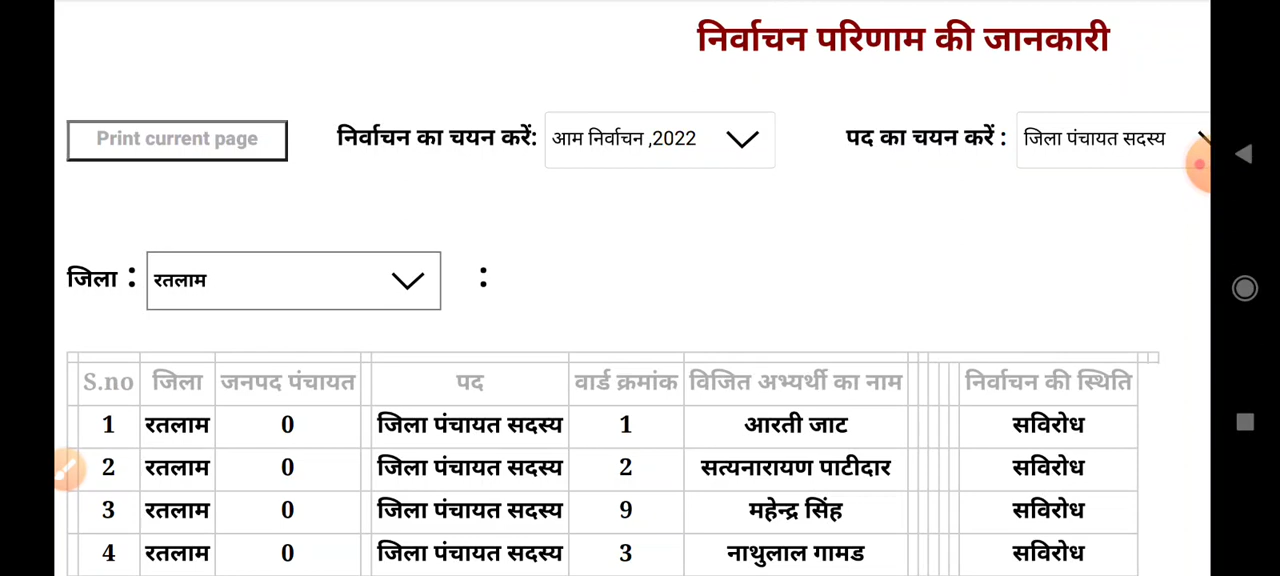 निर्वाचन परिणाम की जानकारी
Print current page निर्वाचन का चयन करें: आम निर्वाचन ,2022 पद का चयन करें : जिला पंचायत सदस्य
जिला : रतलाम :
S.no जिला जनपद पंचायत पद वार्ड क्रमांक विजित अभ्यर्थी का नाम निर्वाचन की स्थिति
1 रतलाम 0 जिला पंचायत सदस्य 1 आरती जाट सविरोध
2 रतलाम 0 जिला पंचायत सदस्य 2 सत्यनारायण पाटीदार सविरोध
3 रतलाम 0 जिला पंचायत सदस्य 9 महेन्द्र सिंह सविरोध
4 रतलाम 0 जिला पंचायत सदस्य 3 नाथुलाल गामड सविरोध